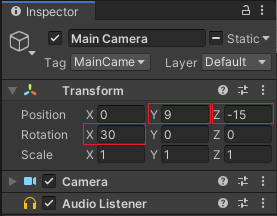 Inspector
Main Camera Static
Tag MainCame Layer Default
Transform
Position X 0 Y 9 Z -15
Rotation X 30 Y 0 Z 0
Scale X 1 Y 1 Z 1
Camera
Audio Listener